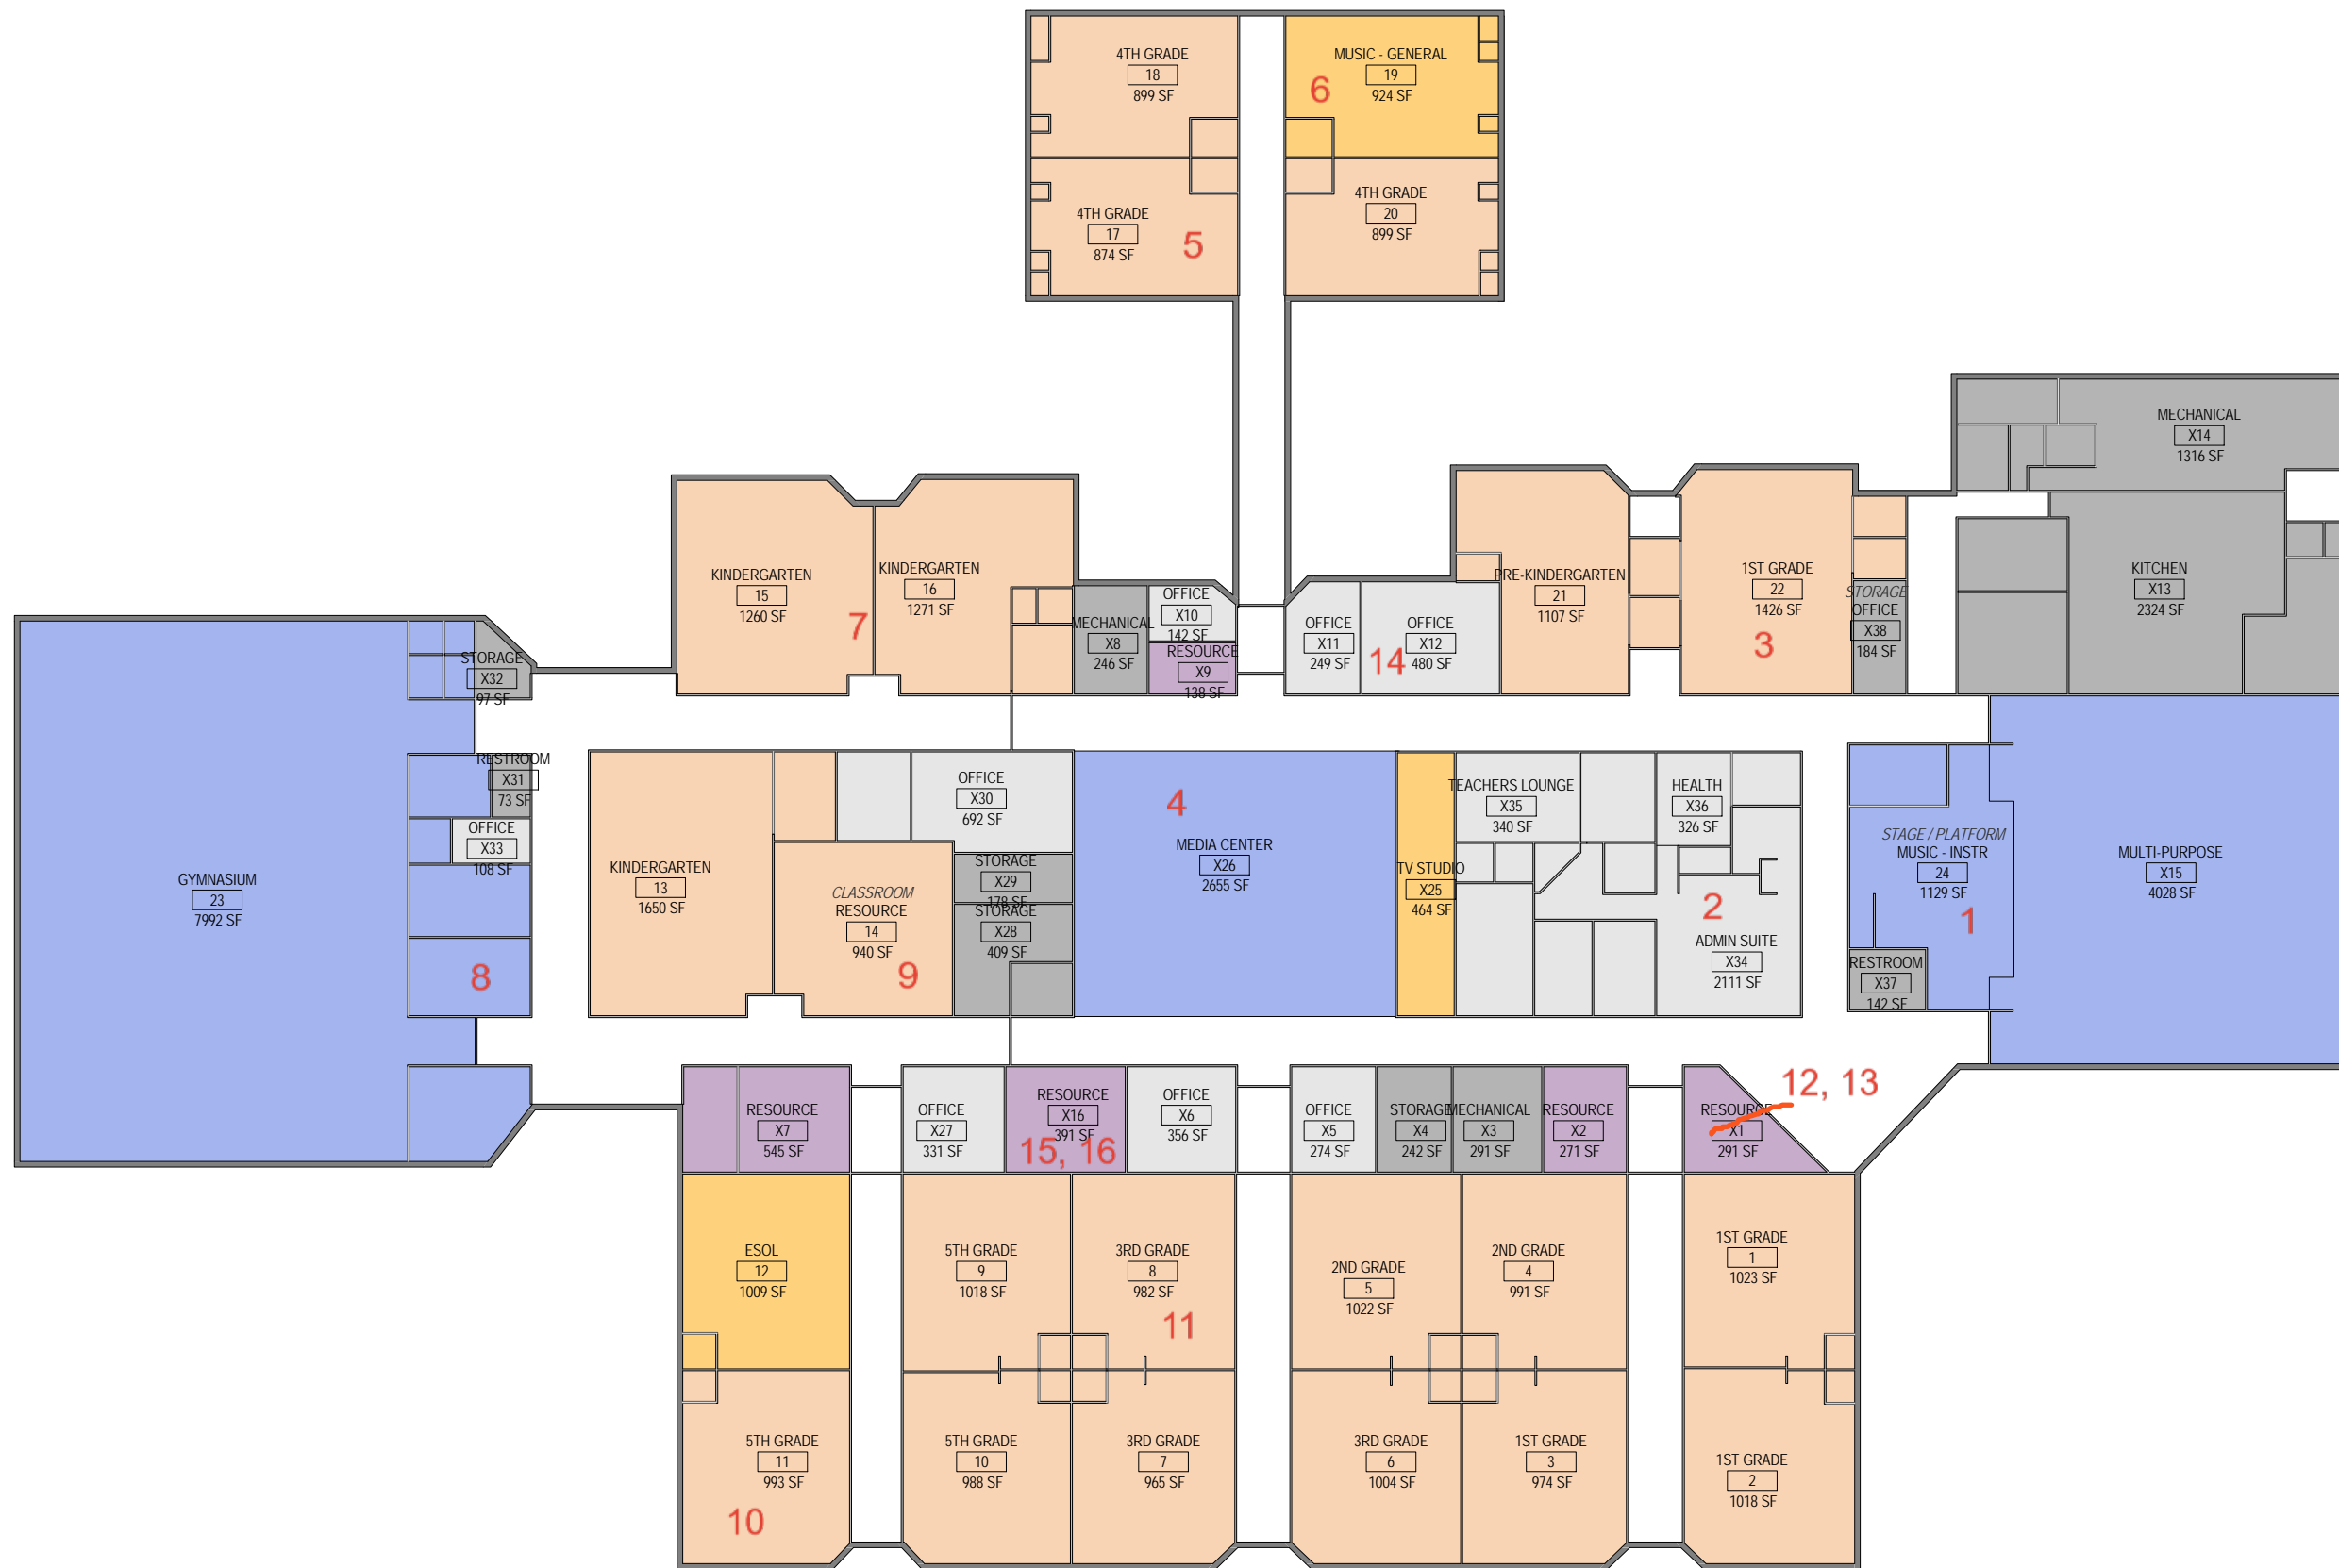 4TH GRADE
18
899 SF
MUSIC - GENERAL
19
924 SF
6
4TH GRADE
17
874 SF
5
4TH GRADE
20
899 SF
MECHANICAL
X14
1316 SF
KINDERGARTEN
15
1260 SF
7
KINDERGARTEN
16
1271 SF
MECHANICAL
X8
246 SF
OFFICE
X10
142 SF
RESOURCE
X9
138 SF
OFFICE
X11
249 SF
14
OFFICE
X12
480 SF
PRE-KINDERGARTEN
21
1107 SF
1ST GRADE
22
1426 SF
3
STORAGE
OFFICE
X38
184 SF
KITCHEN
X13
2324 SF
STORAGE
X32
97 SF
RESTROOM
X31
73 SF
OFFICE
X33
108 SF
GYMNASIUM
23
7992 SF
8
KINDERGARTEN
13
1650 SF
CLASSROOM
RESOURCE
14
940 SF
9
OFFICE
X30
692 SF
STORAGE
X29
178 SF
STORAGE
X28
409 SF
4
MEDIA CENTER
X26
2655 SF
TV STUDIO
X25
464 SF
TEACHERS LOUNGE
X35
340 SF
HEALTH
X36
326 SF
2
ADMIN SUITE
X34
2111 SF
STAGE / PLATFORM
MUSIC - INSTR
24
1129 SF
1
RESTROOM
X37
142 SF
MULTI-PURPOSE
X15
4028 SF
RESOURCE
X7
545 SF
OFFICE
X27
331 SF
RESOURCE
X16
391 SF
15, 16
OFFICE
X6
356 SF
OFFICE
X5
274 SF
STORAGE
X4
242 SF
MECHANICAL
X3
291 SF
RESOURCE
X2
271 SF
12, 13
RESOURCE
X1
291 SF
ESOL
12
1009 SF
5TH GRADE
9
1018 SF
3RD GRADE
8
982 SF
11
2ND GRADE
5
1022 SF
2ND GRADE
4
991 SF
1ST GRADE
1
1023 SF
5TH GRADE
11
993 SF
10
5TH GRADE
10
988 SF
3RD GRADE
7
965 SF
3RD GRADE
6
1004 SF
1ST GRADE
3
974 SF
1ST GRADE
2
1018 SF